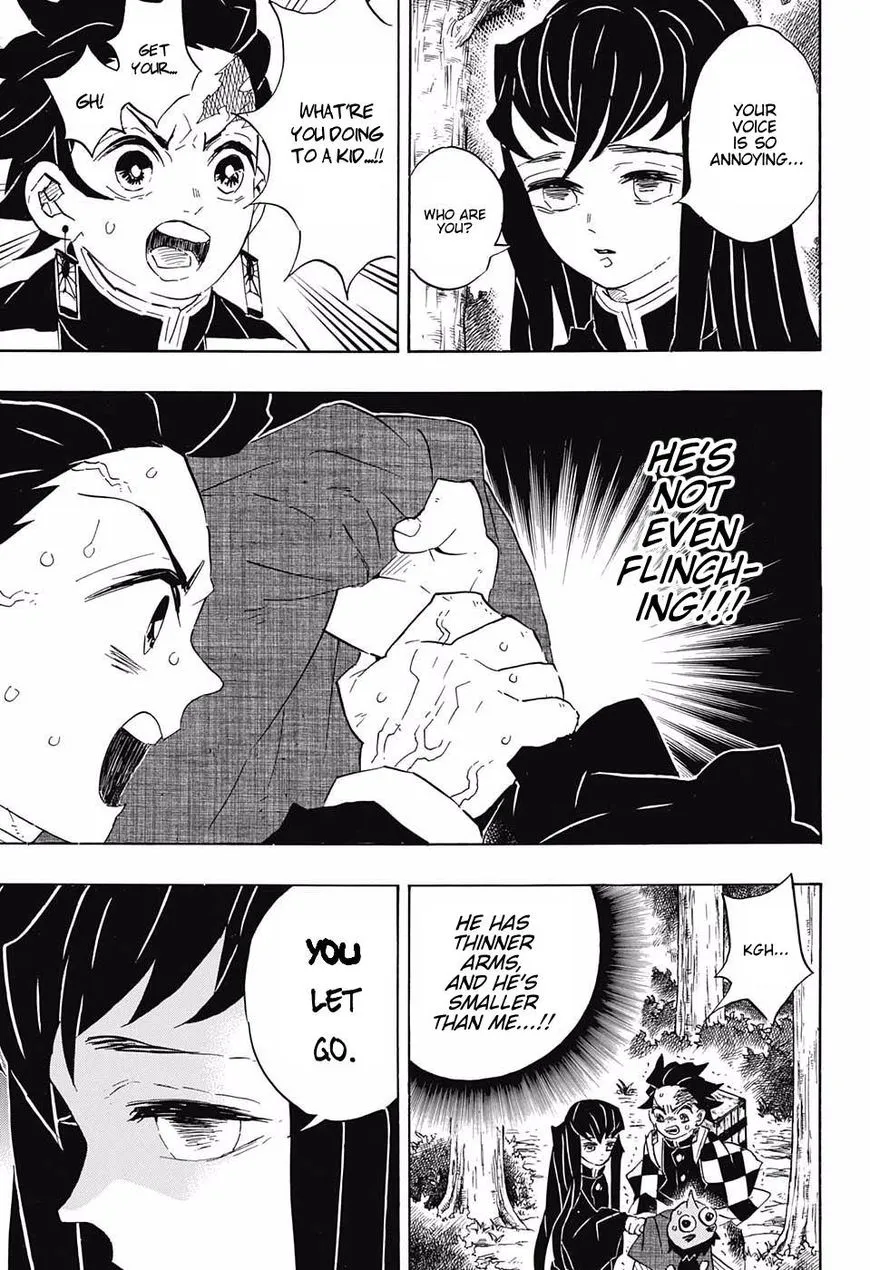 YOUR
VOICE
IS SO
ANNOYING...
WHO ARE
YOU?
WHAT'RE
YOU DOING
TO A KID...!!
GET
YOUR...
GH!
HE'S
NOT
EVEN
FLINCH-
ING!!!
KGH...
HE HAS
THINNER
ARMS,
AND HE'S
SMALLER
THAN ME...!!
YOU
LET
GO.